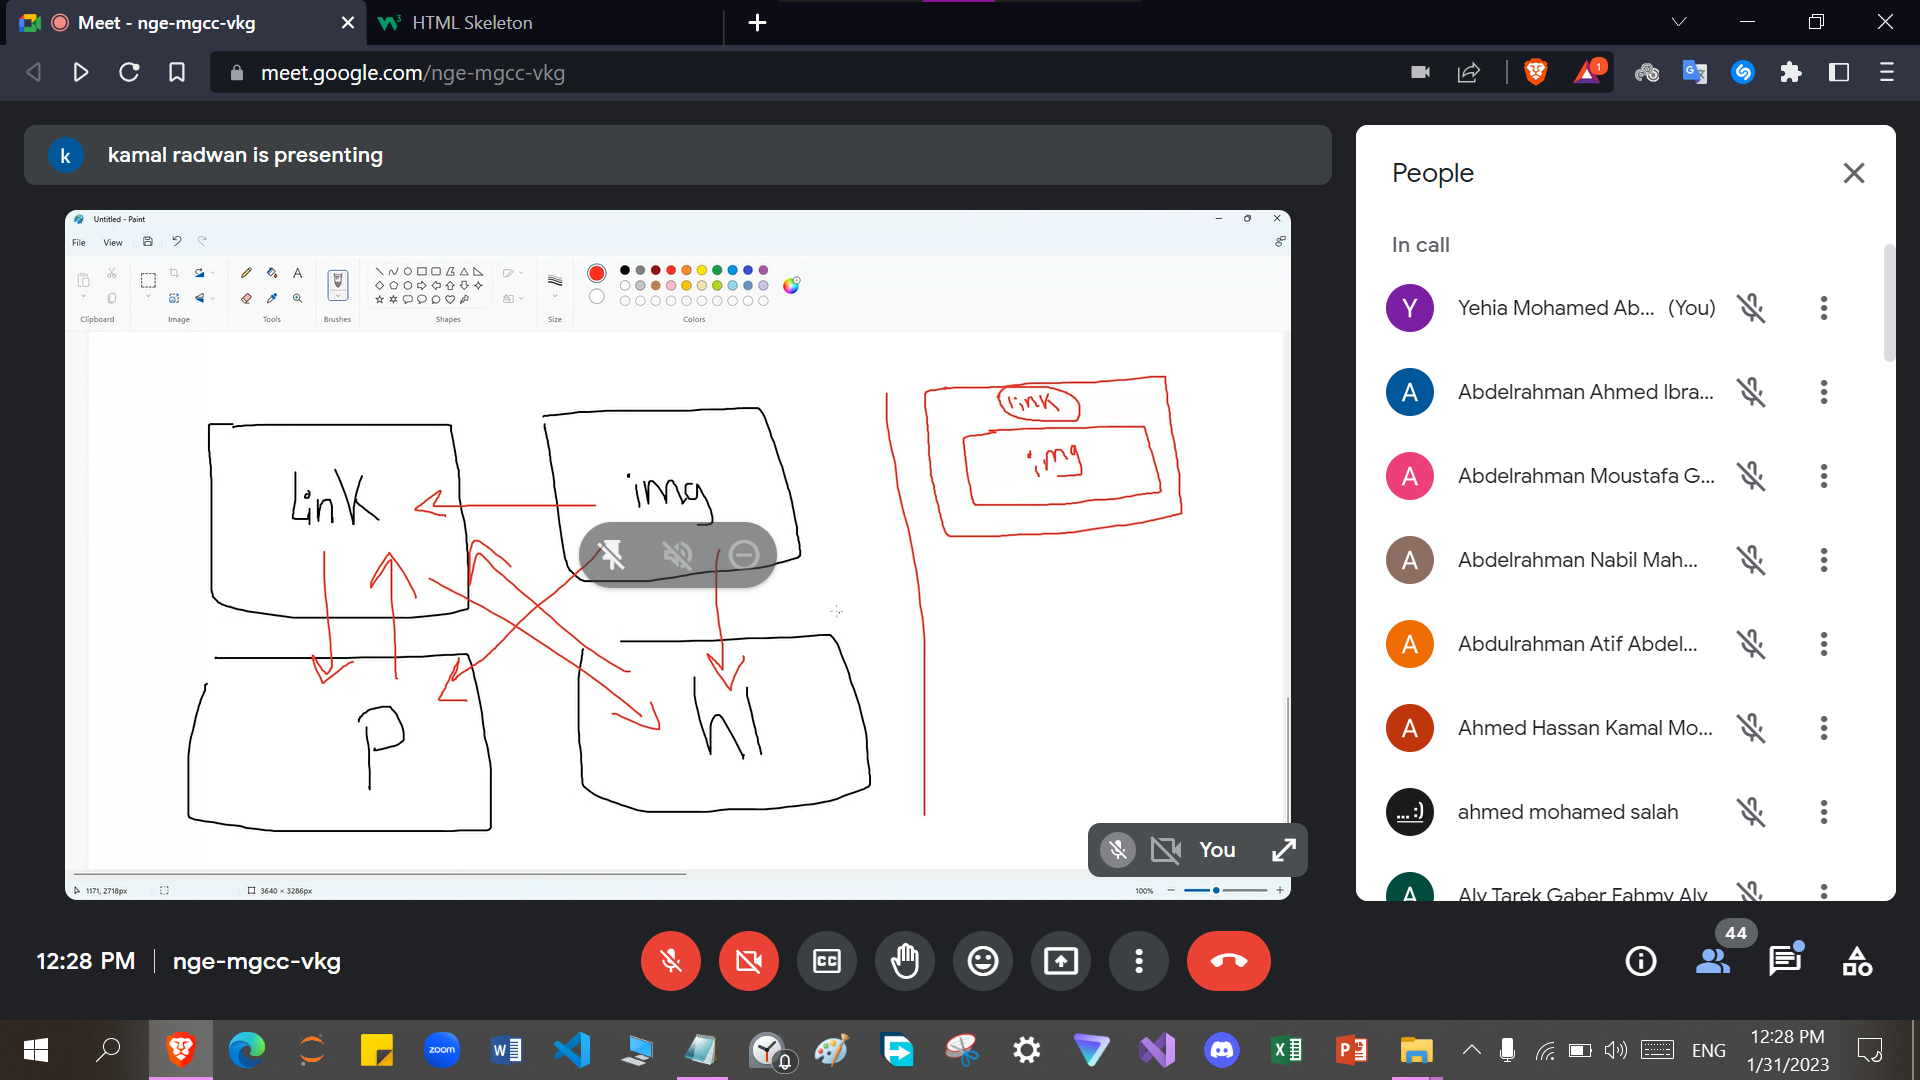 Meet - nge-mgcc-vkg
HTML Skeleton
meet.google.com/nge-mgcc-vkg
1
k
kamal radwan is presenting
Untitled - Paint
File
View
Clipboard
Image
Tools
Brushes
Shapes
Size
Colors
link
img
link
img
P
h1
You
1171, 2718px
3640 × 3286px
100%
People
In call
Y
Yehia Mohamed Ab... (You)
A
Abdelrahman Ahmed Ibra...
A
Abdelrahman Moustafa G...
A
Abdelrahman Nabil Mah...
A
Abdulrahman Atif Abdel...
A
Ahmed Hassan Kamal Mo...
... :)
ahmed mohamed salah
A
Aly Tarek Gaber Fahmy Aly
12:28 PM
nge-mgcc-vkg
CC
44
zoom
ENG
12:28 PM
1/31/2023